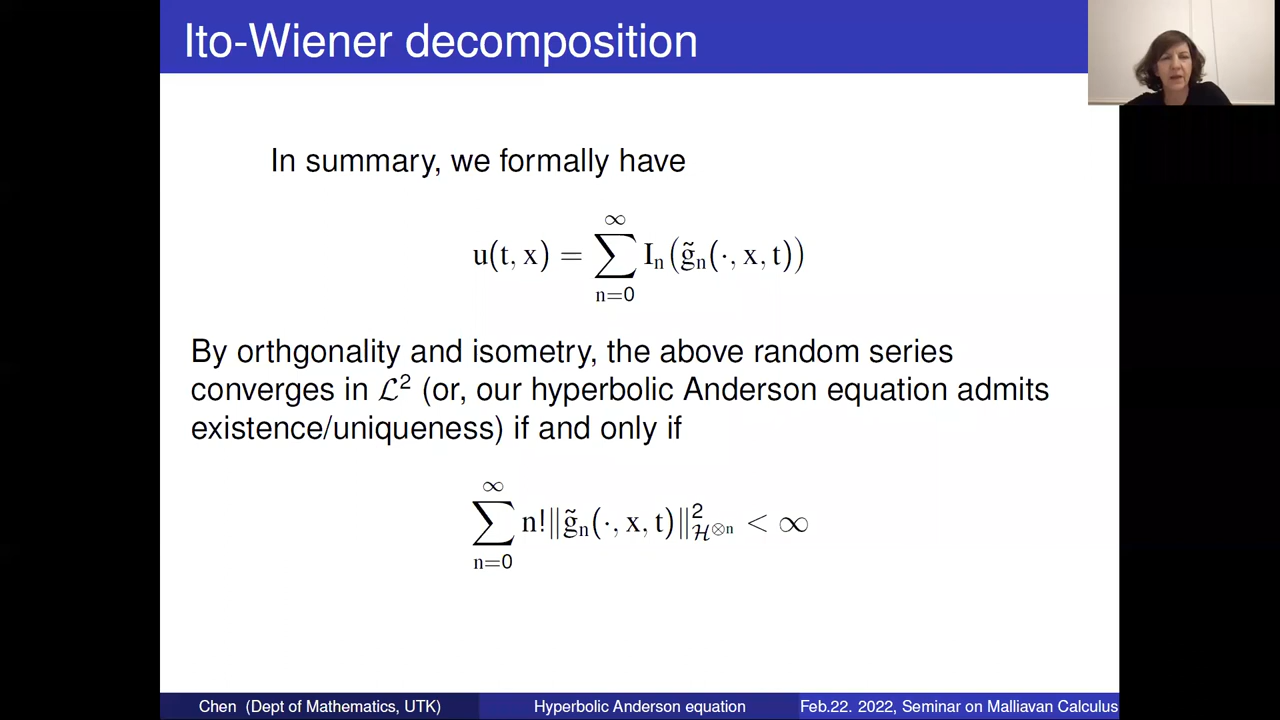 Ito-Wiener decomposition
In summary, we formally have
u(t, x) = ∑_{n=0}^{∞} I_n(g̃_n(·, x, t))
By orthgonality and isometry, the above random series
converges in ℒ² (or, our hyperbolic Anderson equation admits
existence/uniqueness) if and only if
∑_{n=0}^{∞} n!‖g̃_n(·, x, t)‖²_{ℋ^{⊗n}} < ∞
Chen (Dept of Mathematics, UTK) Hyperbolic Anderson equation Feb.22. 2022, Seminar on Malliavan Calculus